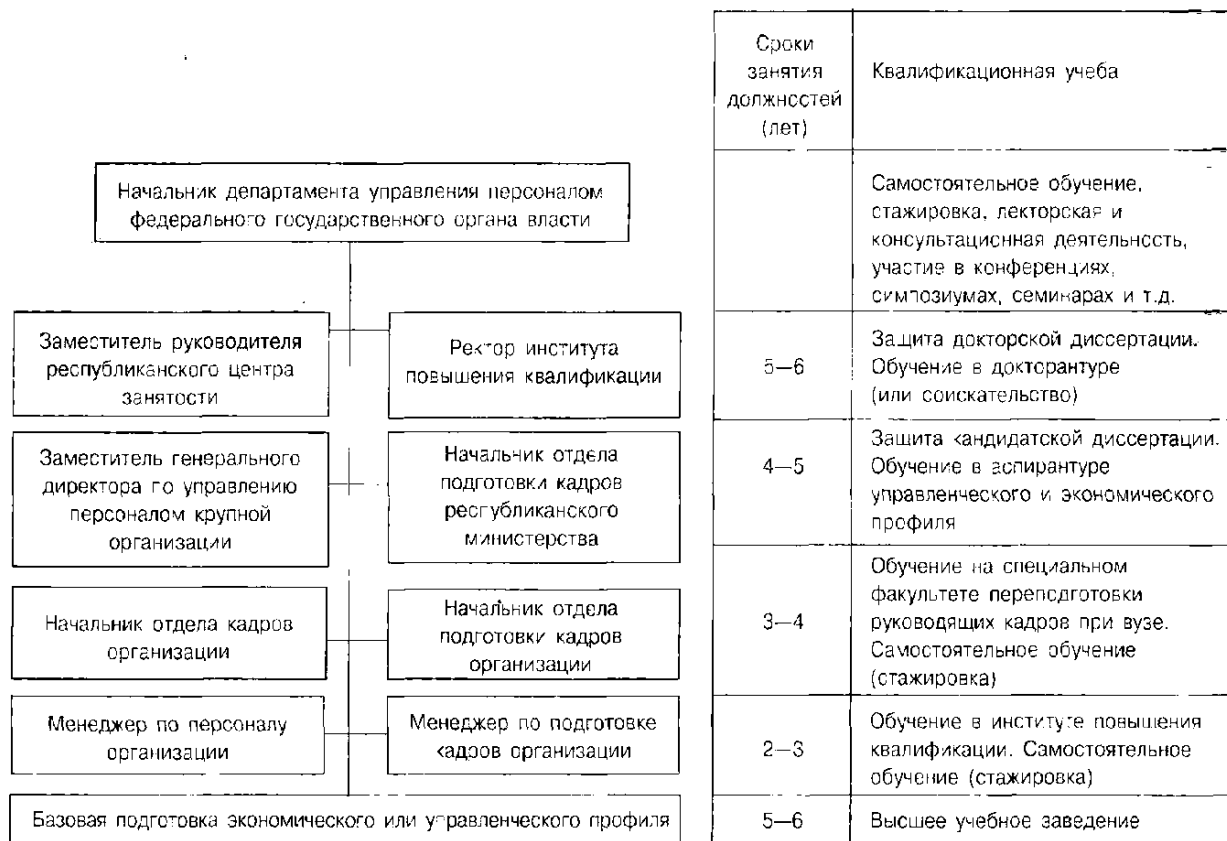 Сроки
занятия
должностей
(лет)
Квалификационная учеба
Начальник департамента управления персоналом
федерального государственного органа власти
Самостоятельное обучение,
стажировка, лекторская и
консультационная деятельность,
участие в конференциях,
симпозиумах, семинарах и т.д.
Заместитель руководителя
республиканского центра
занятости
Ректор института
повышения квалификации
5—6
Защита докторской диссертации.
Обучение в докторантуре
(или соискательство)
Заместитель генерального
директора по управлению
персоналом крупной
организации
Начальник отдела
подготовки кадров
республиканского
министерства
4—5
Защита кандидатской диссертации.
Обучение в аспирантуре
управленческого и экономического
профиля
Начальник отдела кадров
организации
Начальник отдела
подготовки кадров
организации
3—4
Обучение на специальном
факультете переподготовки
руководящих кадров при вузе.
Самостоятельное обучение
(стажировка)
Менеджер по персоналу
организации
Менеджер по подготовке
кадров организации
2—3
Обучение в институте повышения
квалификации. Самостоятельное
обучение (стажировка)
Базовая подготовка экономического или управленческого профиля
5—6
Высшее учебное заведение